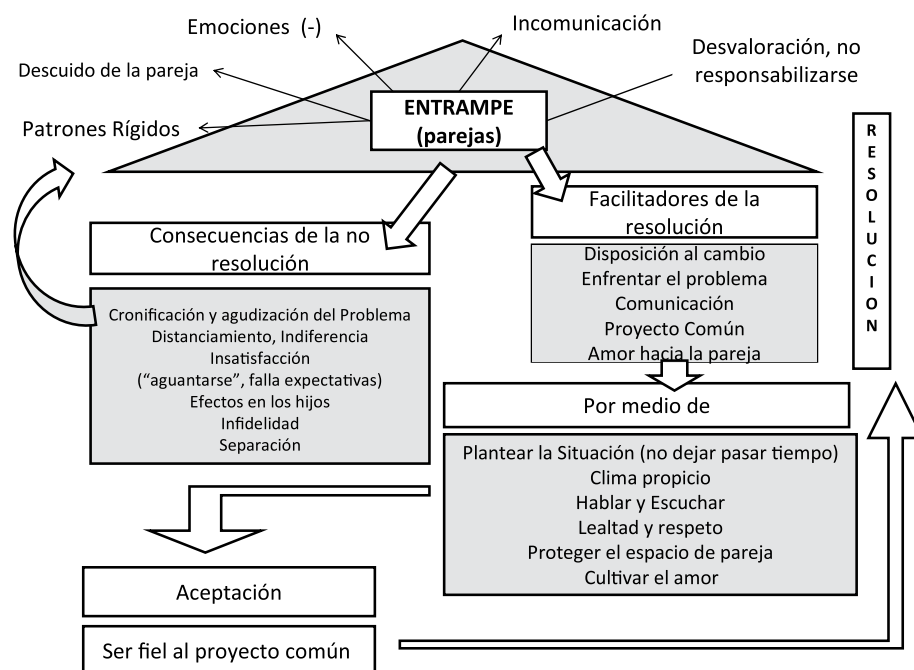 Emociones (-)
Incomunicación
Descuido de la pareja
Desvaloración, no
responsabilizarse
Patrones Rígidos
ENTRAMPE
(parejas)
RESOLUCION
Consecuencias de la no
resolución
Facilitadores de la
resolución
Cronificación y agudización del Problema
Distanciamiento, Indiferencia
Insatisfacción
(“aguantarse”, falla expectativas)
Efectos en los hijos
Infidelidad
Separación
Disposición al cambio
Enfrentar el problema
Comunicación
Proyecto Común
Amor hacia la pareja
Por medio de
Plantear la Situación (no dejar pasar tiempo)
Clima propicio
Hablar y Escuchar
Lealtad y respeto
Proteger el espacio de pareja
Cultivar el amor
Aceptación
Ser fiel al proyecto común